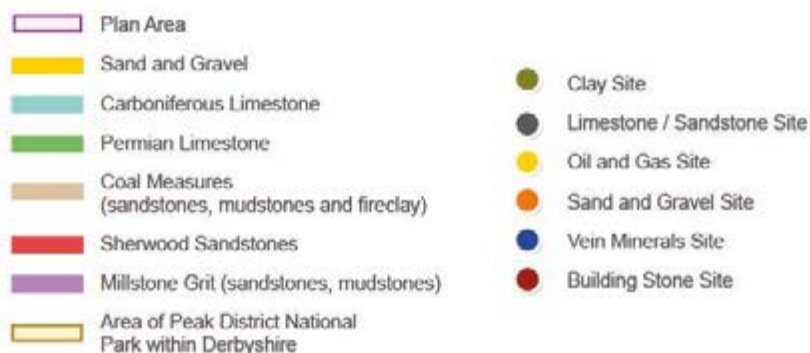 Plan Area
Sand and Gravel
Carboniferous Limestone
Permian Limestone
Coal Measures
(sandstones, mudstones and fireclay)
Sherwood Sandstones
Millstone Grit (sandstones, mudstones)
Area of Peak District National
Park within Derbyshire
Clay Site
Limestone / Sandstone Site
Oil and Gas Site
Sand and Gravel Site
Vein Minerals Site
Building Stone Site